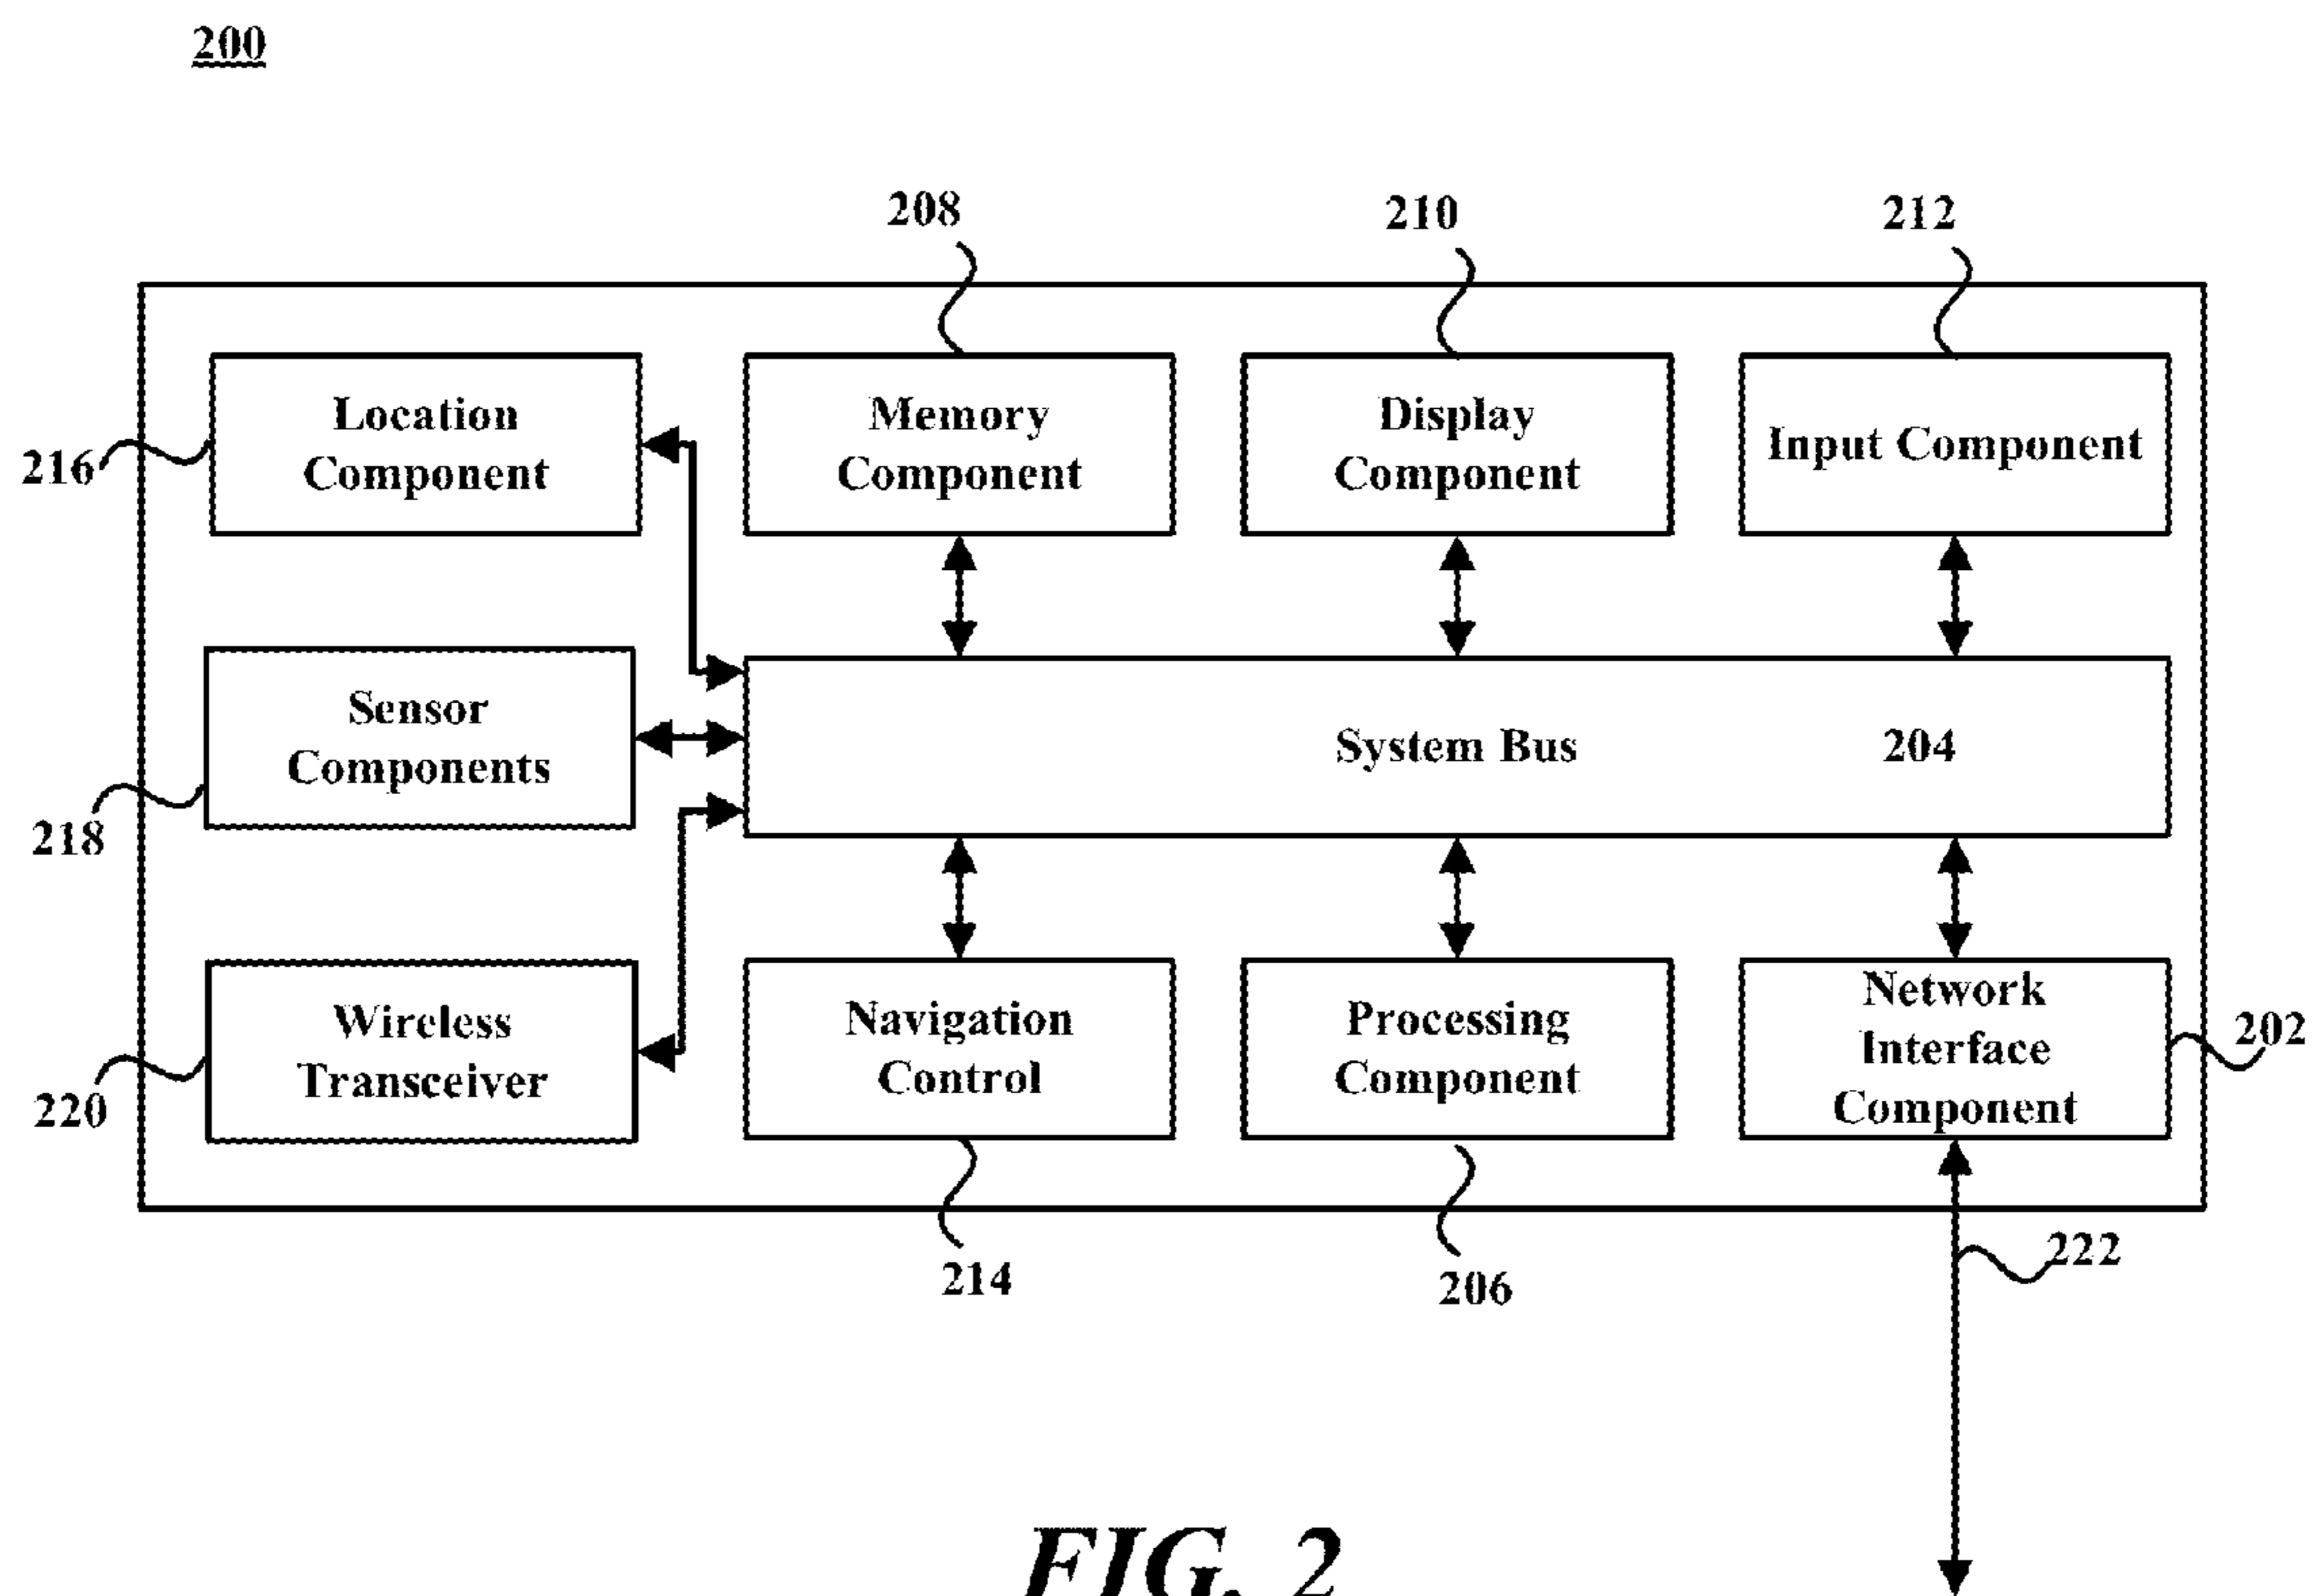 200
208
210
212
Location
Component
Memory
Component
Display
Component
Input Component
216
Sensor
Components
System Bus
204
218
Wireless
Transceiver
Navigation
Control
Processing
Component
Network
Interface
Component
202
220
222
214
206
FIG. 2